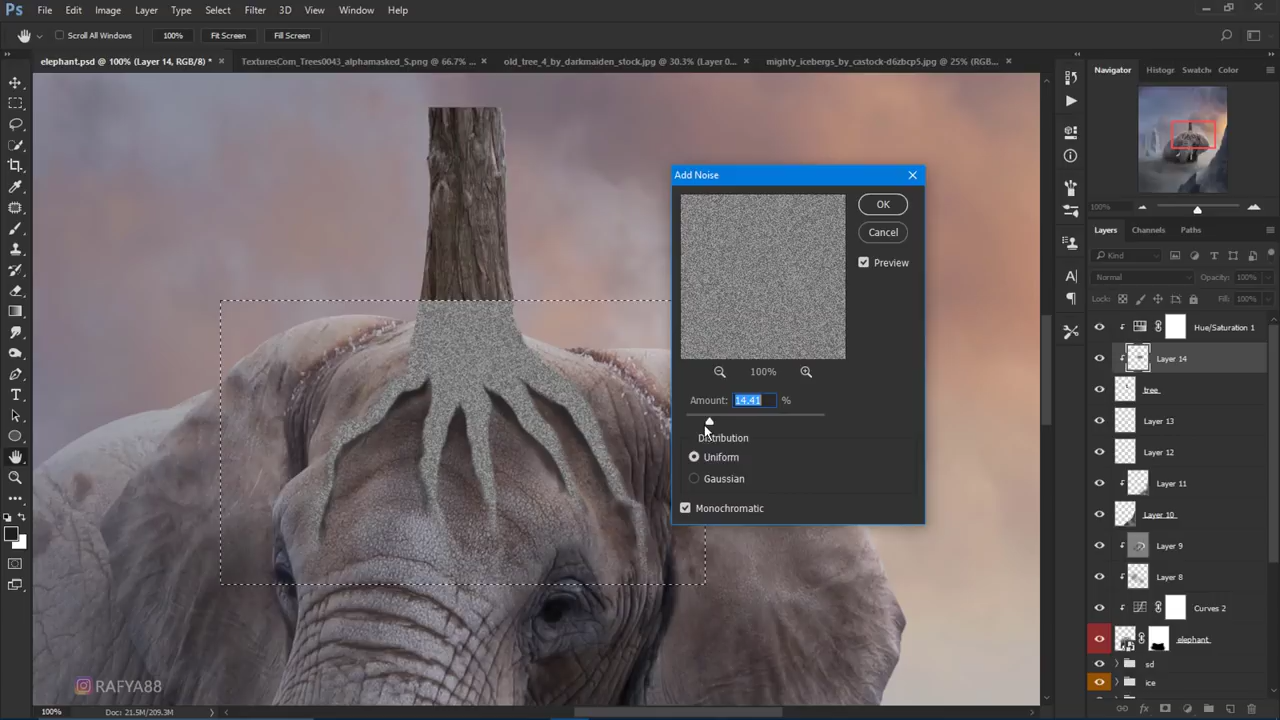 Ps File Edit Image Layer Type Select Filter 3D View Window Help
Scroll All Windows 100% Fit Screen Fill Screen
elephant.psd @ 100% (Layer 14, RGB/8) *
TexturesCom_Trees0043_alphamasked_S.png @ 66.7% ...
old_tree_4_by_darkmaiden_stock.jpg @ 30.3% (Layer 0...
mighty_icebergs_by_castock-d6zbcp5.jpg @ 25% (RGB...
Navigator Histogr Swatch Color
100%
Add Noise
OK
Cancel
Preview
100%
Amount: 14.41 %
Distribution
Uniform
Gaussian
Monochromatic
Layers Channels Paths
Kind
Normal Opacity: 100%
Lock: Fill: 100%
Hue/Saturation 1
Layer 14
tree
Layer 13
Layer 12
Layer 11
Layer 10
Layer 9
Layer 8
Curves 2
elephant
sd
ice
fx
RAFYA88
100% Doc: 21.5M/209.3M